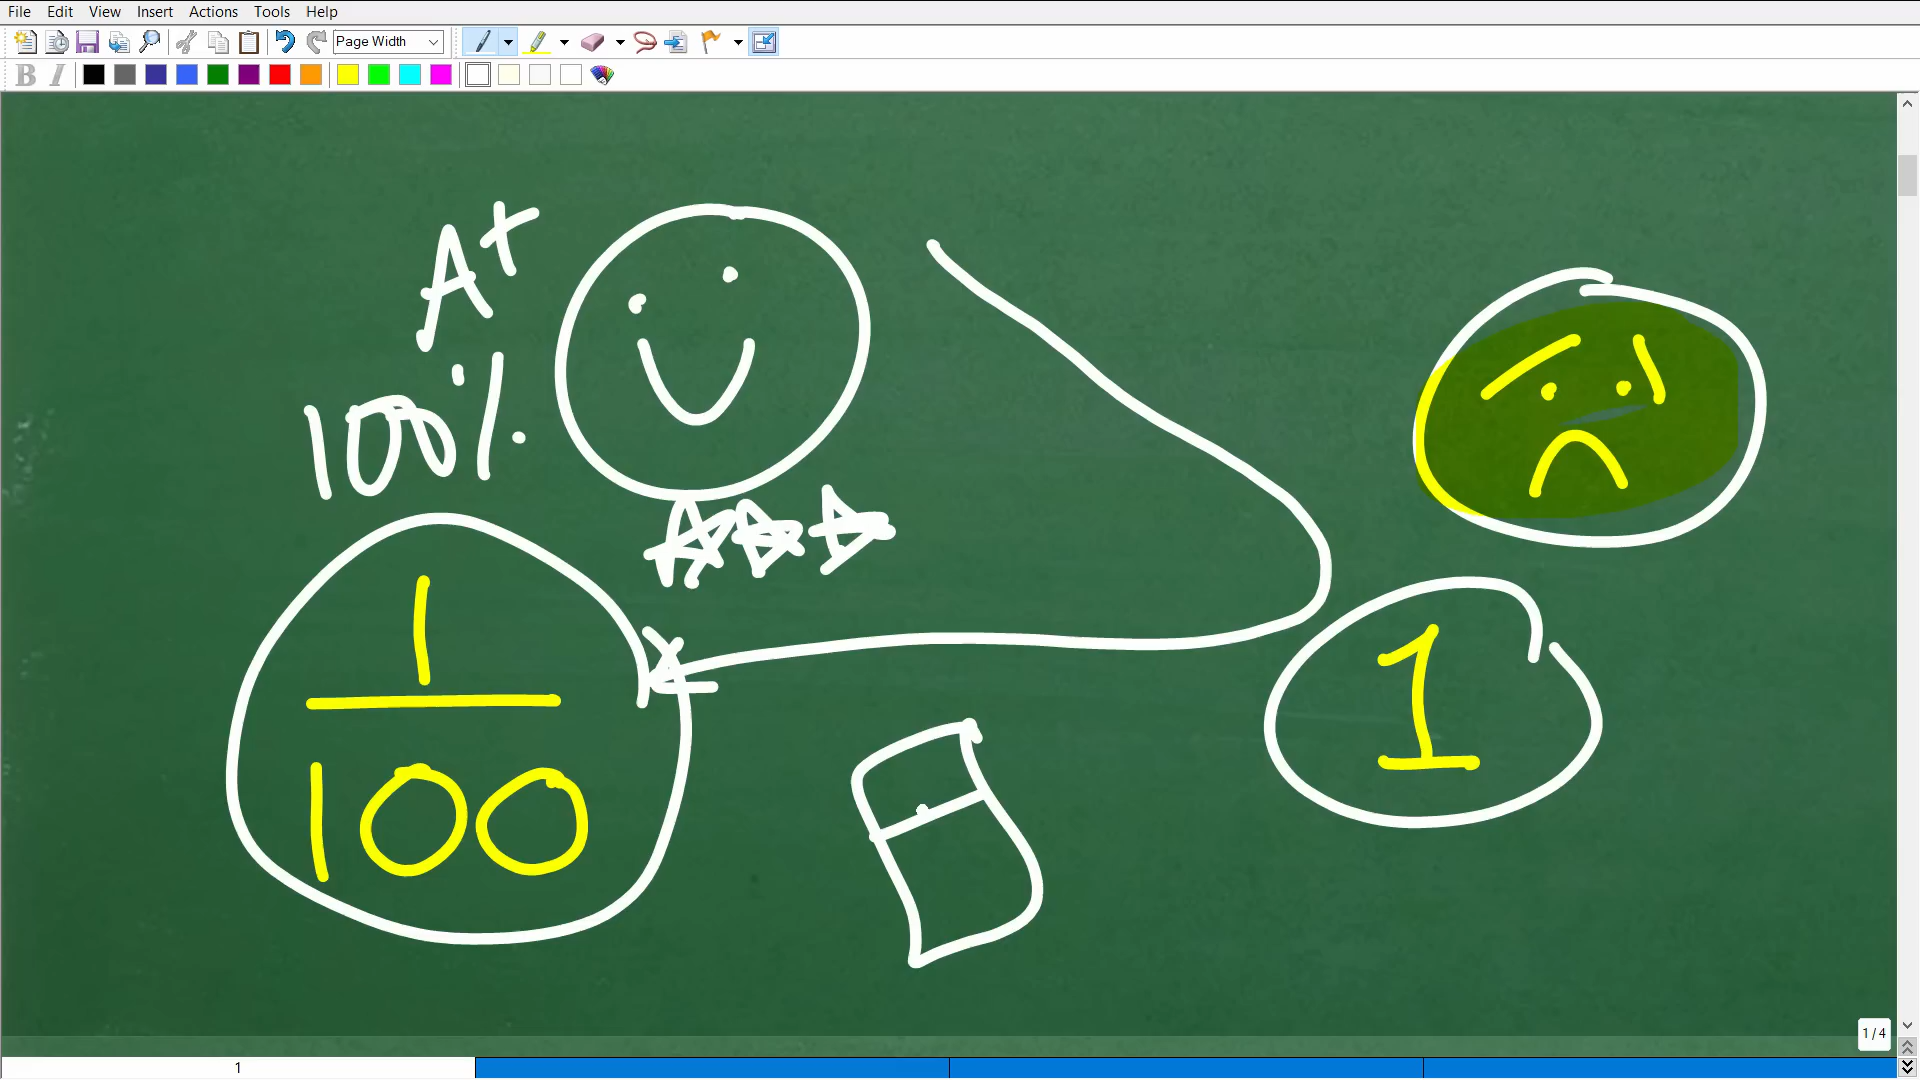 File Edit View Insert Actions Tools Help
Page Width
B I
A+
100%
1
100
1
1 / 4
1